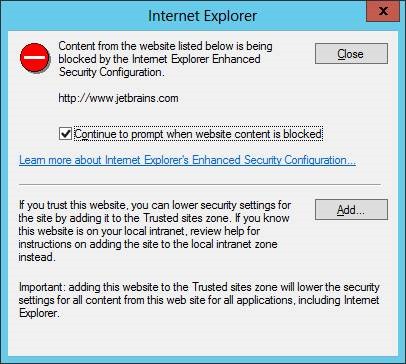 Internet Explorer
x
Content from the website listed below is being
blocked by the Internet Explorer Enhanced
Security Configuration.
Close
http://www.jetbrains.com
Continue to prompt when website content is blocked
Learn more about Internet Explorer's Enhanced Security Configuration...
If you trust this website, you can lower security settings for
the site by adding it to the Trusted sites zone. If you know
this website is on your local intranet, review help for
instructions on adding the site to the local intranet zone
instead.
Add...
Important: adding this website to the Trusted sites zone will lower the security
settings for all content from this web site for all applications, including Internet
Explorer.